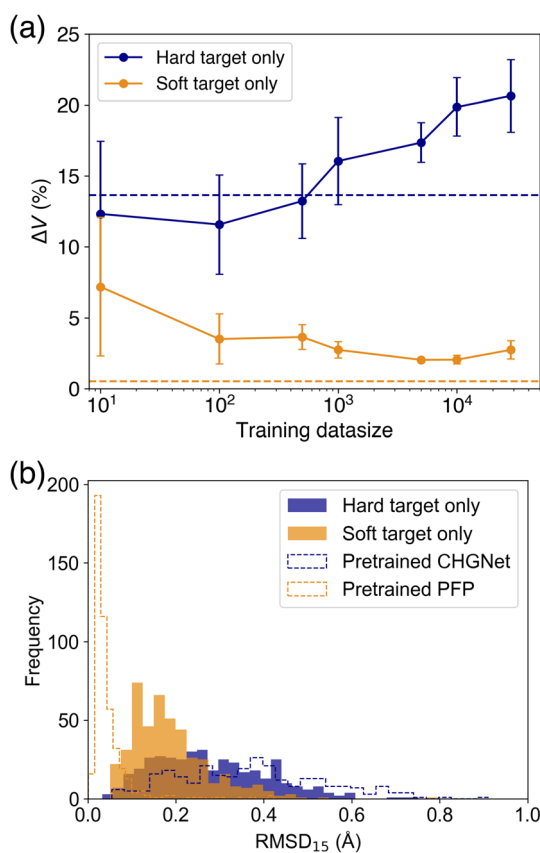 (a)
25
20
15
10
5
0
ΔV (%)
Hard target only
Soft target only
10¹ 10² 10³ 10⁴
Training datasize
(b)
200
150
100
50
0
Frequency
Hard target only
Soft target only
Pretrained CHGNet
Pretrained PFP
0.0 0.2 0.4 0.6 0.8 1.0
RMSD₁₅ (Å)